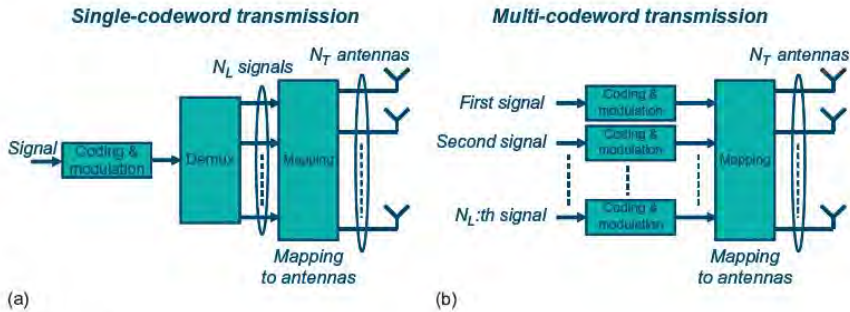 Single-codeword transmission
N_T antennas
N_L signals
Signal
Coding &
modulation
Demux
Mapping
Mapping
to antennas
(a)
Multi-codeword transmission
N_T antennas
First signal
Coding &
modulation
Second signal
Coding &
modulation
N_L:th signal
Coding &
modulation
Mapping
Mapping
to antennas
(b)